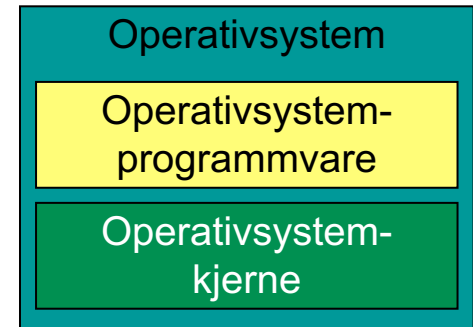 Operativsystem
Operativsystem-
programmvare
Operativsystem-
kjerne